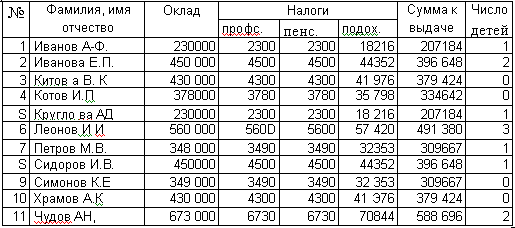 № Фамилия, имя отчество Оклад Налоги Сумма к выдаче Число детей
профс. пенс. подох.
1 Иванов А-Ф. 230000 2300 2300 18216 207184 1
2 Иванова Е.П. 450 000 4500 4500 44352 396 648 2
3 Китов а В. К 430 000 4300 4300 41 976 379 424 0
4 Котов И.П 378000 3780 3780 35 798 334642 0
S Кругло ва АД 230000 2300 2300 18 216 207184 1
6 Леонов И И 560 000 560D 5600 57 420 491 380 3
7 Петров М.В. 348 000 3490 3490 32353 309667 1
S Сидоров И.В. 450000 4500 4500 44352 396 648 1
9 Симонов К.Е 349 000 3490 3490 32 353 309667 0
10 Храмов А.К 430 000 4300 4300 41 Э76 379 424 0
11 Чудов АН, 673 000 6730 6730 70844 588 696 2